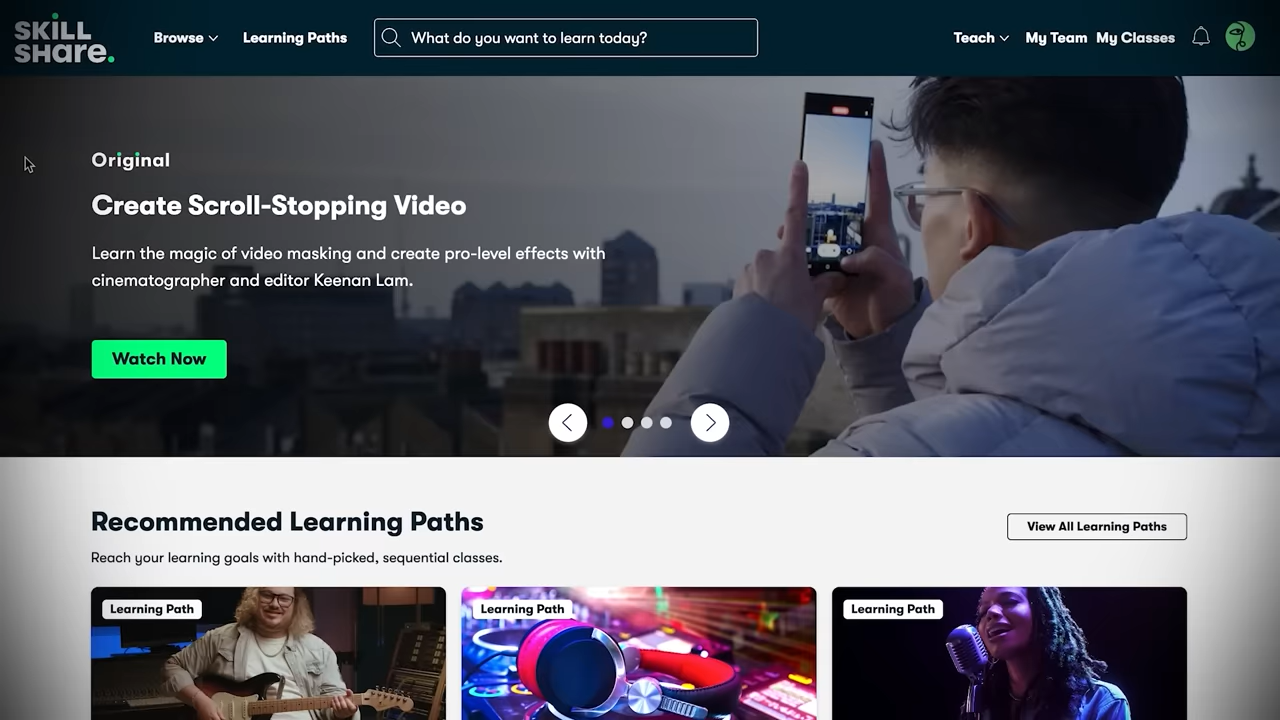 SKiLL
SHare.
Browse
Learning Paths
What do you want to learn today?
Teach
My Team
My Classes
Original
Create Scroll-Stopping Video
Learn the magic of video masking and create pro-level effects with
cinematographer and editor Keenan Lam.
Watch Now
Recommended Learning Paths
View All Learning Paths
Reach your learning goals with hand-picked, sequential classes.
Learning Path
Learning Path
Learning Path